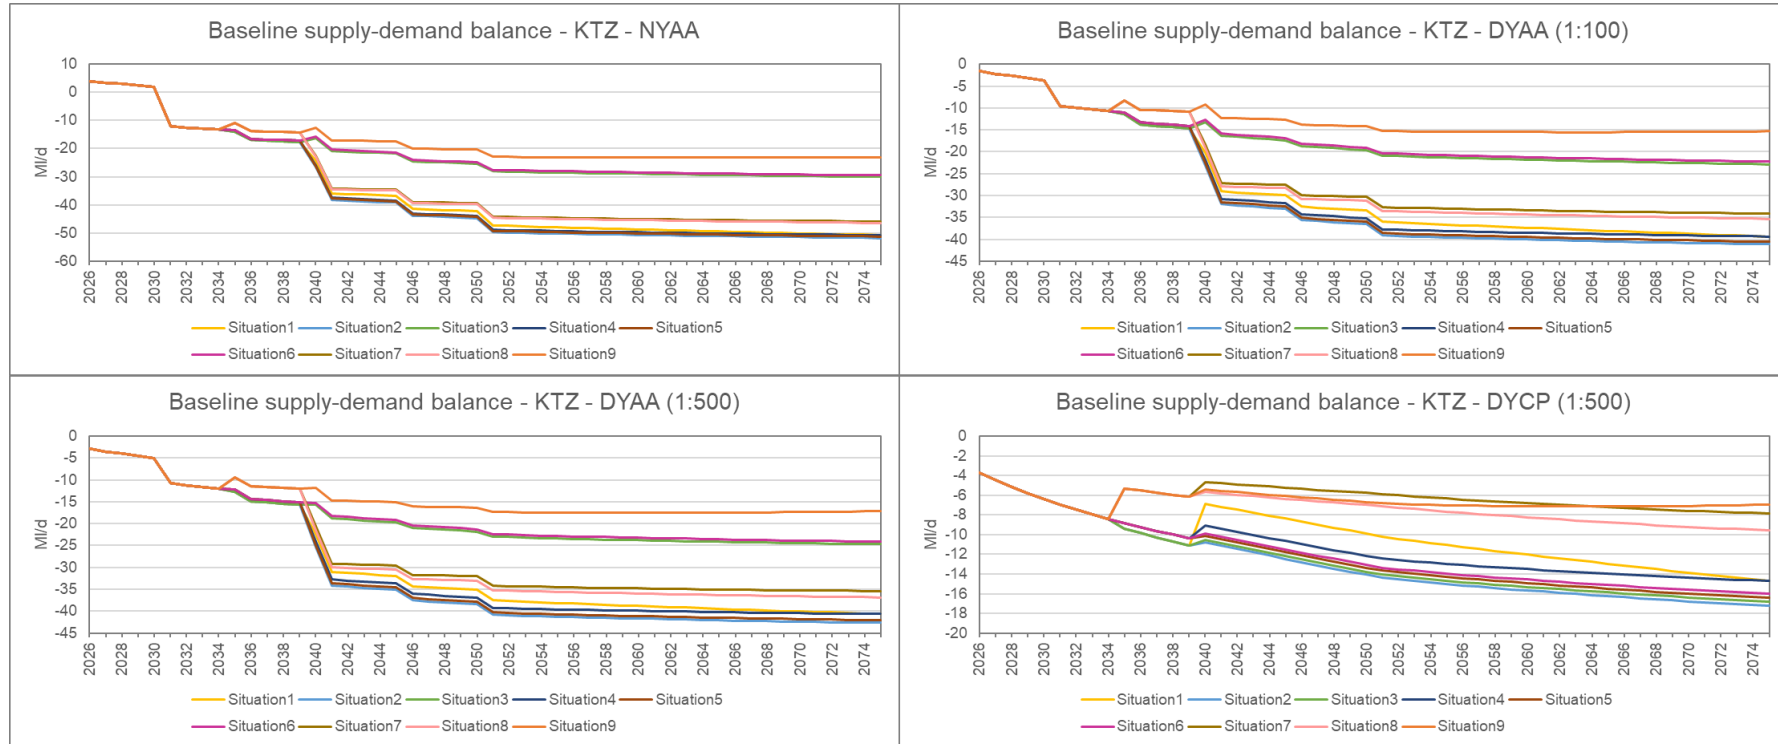 Baseline supply-demand balance - KTZ - NYAA
10
0
-10
-20
-30
-40
-50
-60
Ml/d
2026 2028 2030 2032 2034 2036 2038 2040 2042 2044 2046 2048 2050 2052 2054 2056 2058 2060 2062 2064 2066 2068 2070 2072 2074
Situation1 Situation2 Situation3 Situation4 Situation5
Situation6 Situation7 Situation8 Situation9
Baseline supply-demand balance - KTZ - DYAA (1:100)
0
-5
-10
-15
-20
-25
-30
-35
-40
-45
Ml/d
2026 2028 2030 2032 2034 2036 2038 2040 2042 2044 2046 2048 2050 2052 2054 2056 2058 2060 2062 2064 2066 2068 2070 2072 2074
Situation1 Situation2 Situation3 Situation4 Situation5
Situation6 Situation7 Situation8 Situation9
Baseline supply-demand balance - KTZ - DYAA (1:500)
0
-5
-10
-15
-20
-25
-30
-35
-40
-45
Ml/d
2026 2028 2030 2032 2034 2036 2038 2040 2042 2044 2046 2048 2050 2052 2054 2056 2058 2060 2062 2064 2066 2068 2070 2072 2074
Situation1 Situation2 Situation3 Situation4 Situation5
Situation6 Situation7 Situation8 Situation9
Baseline supply-demand balance - KTZ - DYCP (1:500)
0
-2
-4
-6
-8
-10
-12
-14
-16
-18
-20
Ml/d
2026 2028 2030 2032 2034 2036 2038 2040 2042 2044 2046 2048 2050 2052 2054 2056 2058 2060 2062 2064 2066 2068 2070 2072 2074
Situation1 Situation2 Situation3 Situation4 Situation5
Situation6 Situation7 Situation8 Situation9